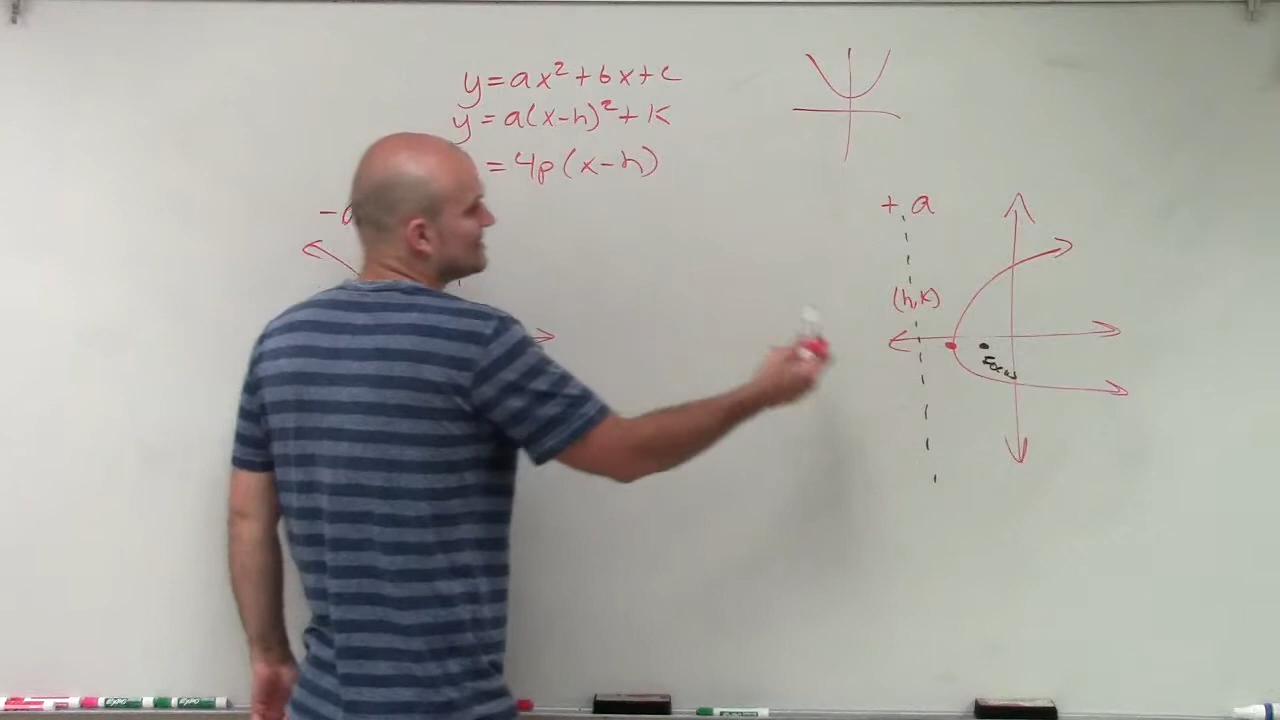 y=ax²+bx+c
y=a(x-h)²+k
=4p(x-h)
-a
+a
(h,k)
Focus